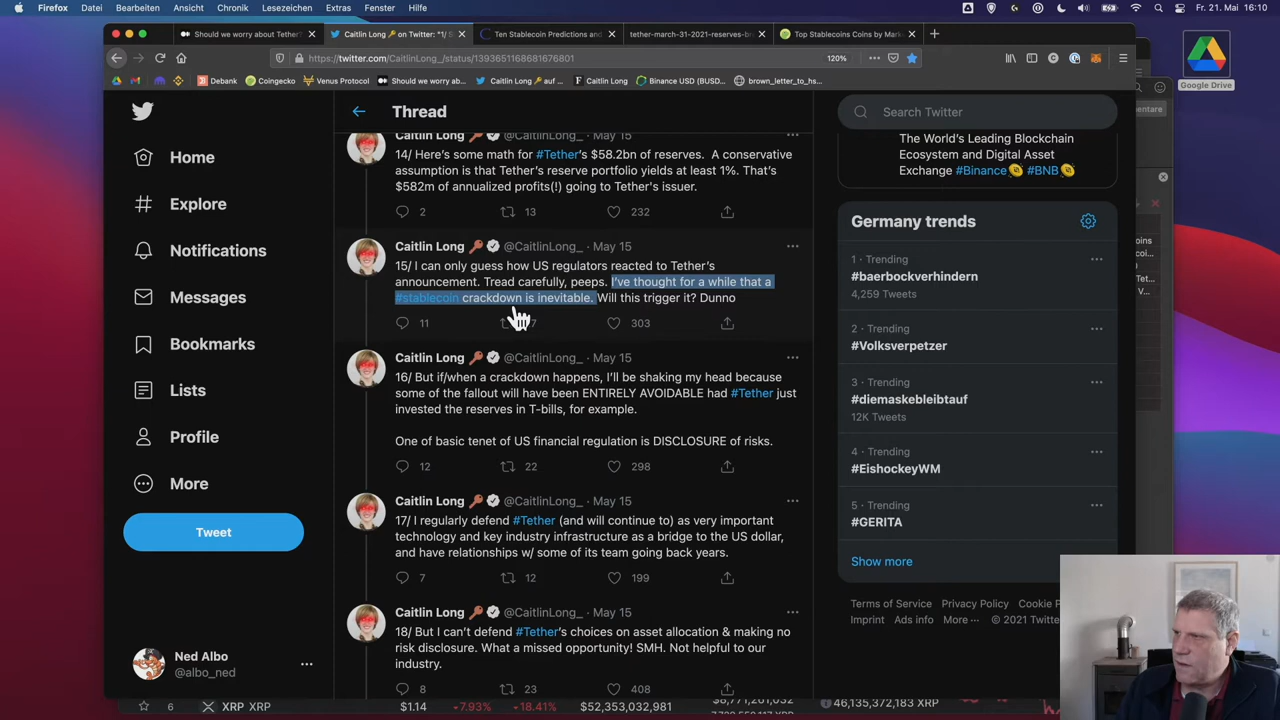 Firefox Datei Bearbeiten Ansicht Chronik Lesezeichen Extras Fenster Hilfe
Fr. 21. Mai 16:10
Should we worry about Tether'
Caitlin Long 🔑 on Twitter: "1/ S
Ten Stablecoin Predictions and
tether-march-31-2021-reserves-br
Top Stablecoins Coins by Mark
https://twitter.com/CaitlinLong_/status/1393651168681676801
120%
Debank Coingecko Venus Protocol Should we worry ab... Caitlin Long 🔑 auf ... Caitlin Long Binance USD (BUSD... brown_letter_to_hs...
Google Drive
Home
Explore
Notifications
Messages
Bookmarks
Lists
Profile
More
Tweet
Ned Albo
@albo_ned
Thread
Caitlin Long 🔑 @CaitlinLong_ · May 15
14/ Here's some math for #Tether's $58.2bn of reserves. A conservative
assumption is that Tether's reserve portfolio yields at least 1%. That's
$582m of annualized profits(!) going to Tether's issuer.
2 13 232
Caitlin Long 🔑 @CaitlinLong_ · May 15
15/ I can only guess how US regulators reacted to Tether's
announcement. Tread carefully, peeps. I've thought for a while that a
#stablecoin crackdown is inevitable. Will this trigger it? Dunno
11 7 303
Caitlin Long 🔑 @CaitlinLong_ · May 15
16/ But if/when a crackdown happens, I'll be shaking my head because
some of the fallout will have been ENTIRELY AVOIDABLE had #Tether just
invested the reserves in T-bills, for example.
One of basic tenet of US financial regulation is DISCLOSURE of risks.
12 22 298
Caitlin Long 🔑 @CaitlinLong_ · May 15
17/ I regularly defend #Tether (and will continue to) as very important
technology and key industry infrastructure as a bridge to the US dollar,
and have relationships w/ some of its team going back years.
7 12 199
Caitlin Long 🔑 @CaitlinLong_ · May 15
18/ But I can't defend #Tether's choices on asset allocation & making no
risk disclosure. What a missed opportunity! SMH. Not helpful to our
industry.
8 23 408
Search Twitter
The World's Leading Blockchain
Ecosystem and Digital Asset
Exchange #Binance #BNB
Germany trends
1 · Trending
#baerbockverhindern
4,259 Tweets
2 · Trending
#Volksverpetzer
3 · Trending
#diemaskebleibtauf
12K Tweets
4 · Trending
#EishockeyWM
5 · Trending
#GERITA
Show more
Terms of Service Privacy Policy Cookie P
Imprint Ads info More ··· © 2021 Twitte
mentare
oins
6 XRP XRP $1.14 -7.93% -18.41% $52,353,032,981 46,135,372,183 XRP